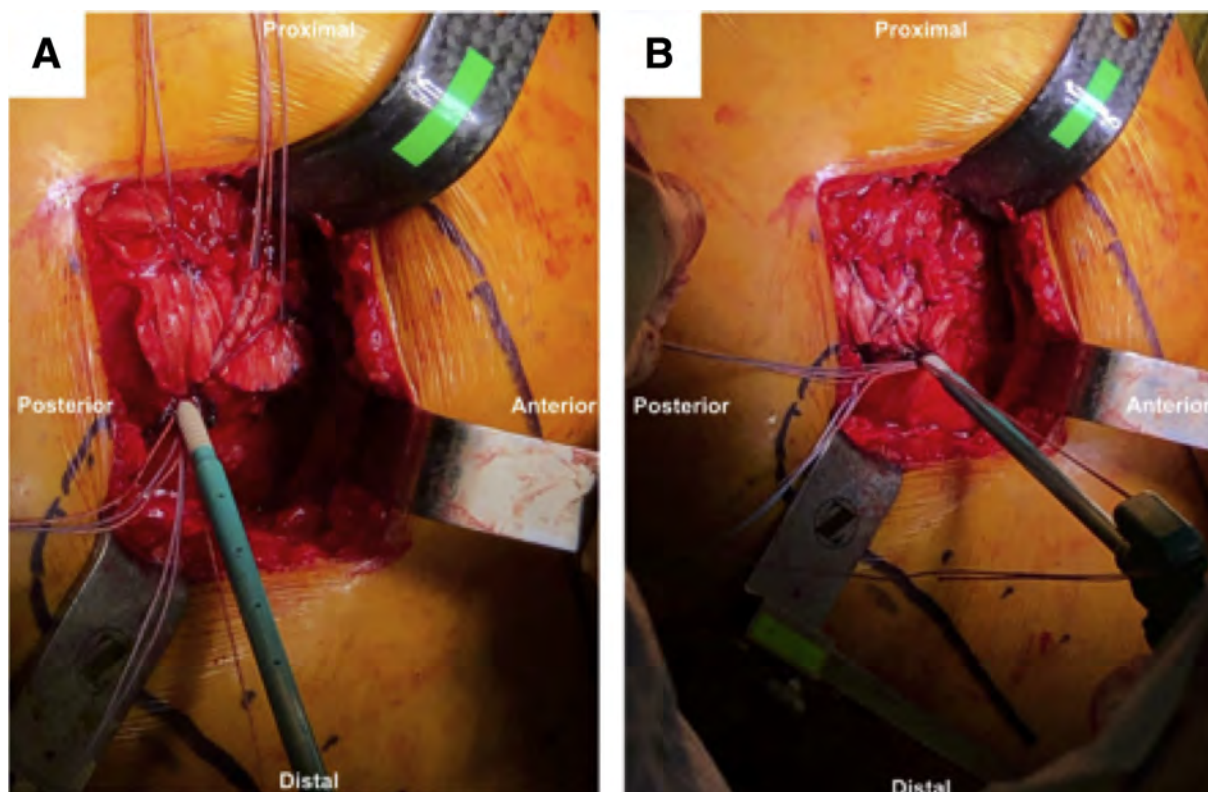 A
Proximal
Posterior
Anterior
Distal
B
Proximal
Posterior
Anterior
Distal